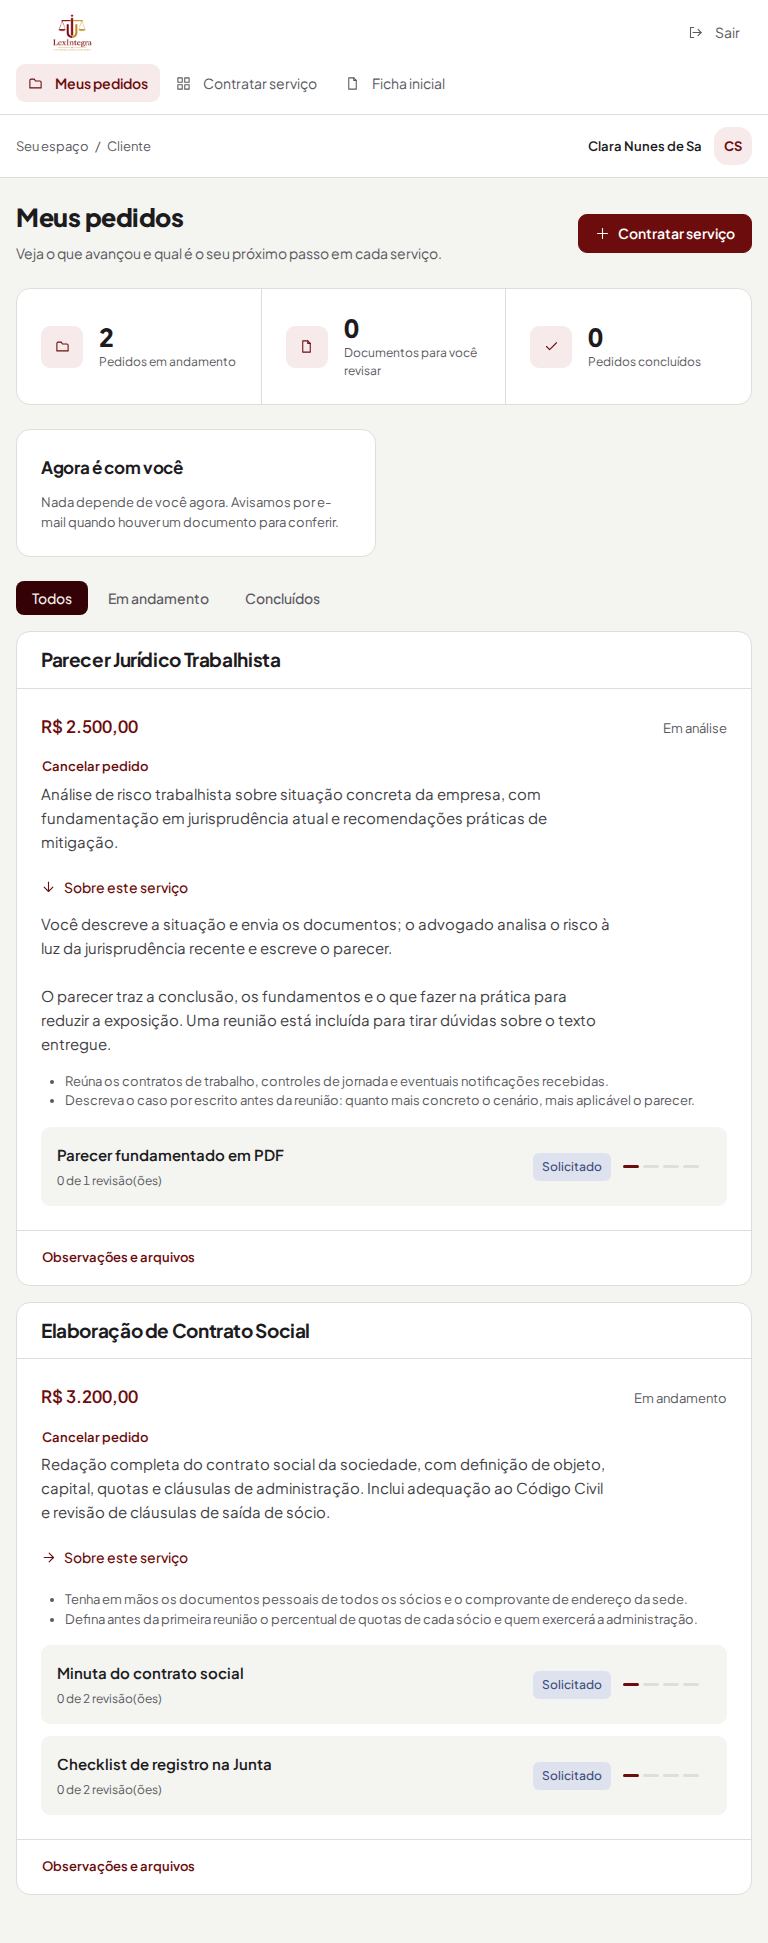 LexIntegra
Sair
Meus pedidos
Contratar serviço
Ficha inicial
Seu espaço / Cliente
Clara Nunes de Sa
CS
Meus pedidos
Veja o que avançou e qual é o seu próximo passo em cada serviço.
Contratar serviço
2
Pedidos em andamento
0
Documentos para você
revisar
0
Pedidos concluídos
Agora é com você
Nada depende de você agora. Avisamos por e-
mail quando houver um documento para conferir.
Todos
Em andamento
Concluídos
Parecer Jurídico Trabalhista
R$ 2.500,00
Em análise
Cancelar pedido
Análise de risco trabalhista sobre situação concreta da empresa, com
fundamentação em jurisprudência atual e recomendações práticas de
mitigação.
Sobre este serviço
Você descreve a situação e envia os documentos; o advogado analisa o risco à
luz da jurisprudência recente e escreve o parecer.
O parecer traz a conclusão, os fundamentos e o que fazer na prática para
reduzir a exposição. Uma reunião está incluída para tirar dúvidas sobre o texto
entregue.
• Reúna os contratos de trabalho, controles de jornada e eventuais notificações recebidas.
• Descreva o caso por escrito antes da reunião: quanto mais concreto o cenário, mais aplicável o parecer.
Parecer fundamentado em PDF
0 de 1 revisão(ões)
Solicitado
Observações e arquivos
Elaboração de Contrato Social
R$ 3.200,00
Em andamento
Cancelar pedido
Redação completa do contrato social da sociedade, com definição de objeto,
capital, quotas e cláusulas de administração. Inclui adequação ao Código Civil
e revisão de cláusulas de saída de sócio.
Sobre este serviço
• Tenha em mãos os documentos pessoais de todos os sócios e o comprovante de endereço da sede.
• Defina antes da primeira reunião o percentual de quotas de cada sócio e quem exercerá a administração.
Minuta do contrato social
0 de 2 revisão(ões)
Solicitado
Checklist de registro na Junta
0 de 2 revisão(ões)
Solicitado
Observações e arquivos